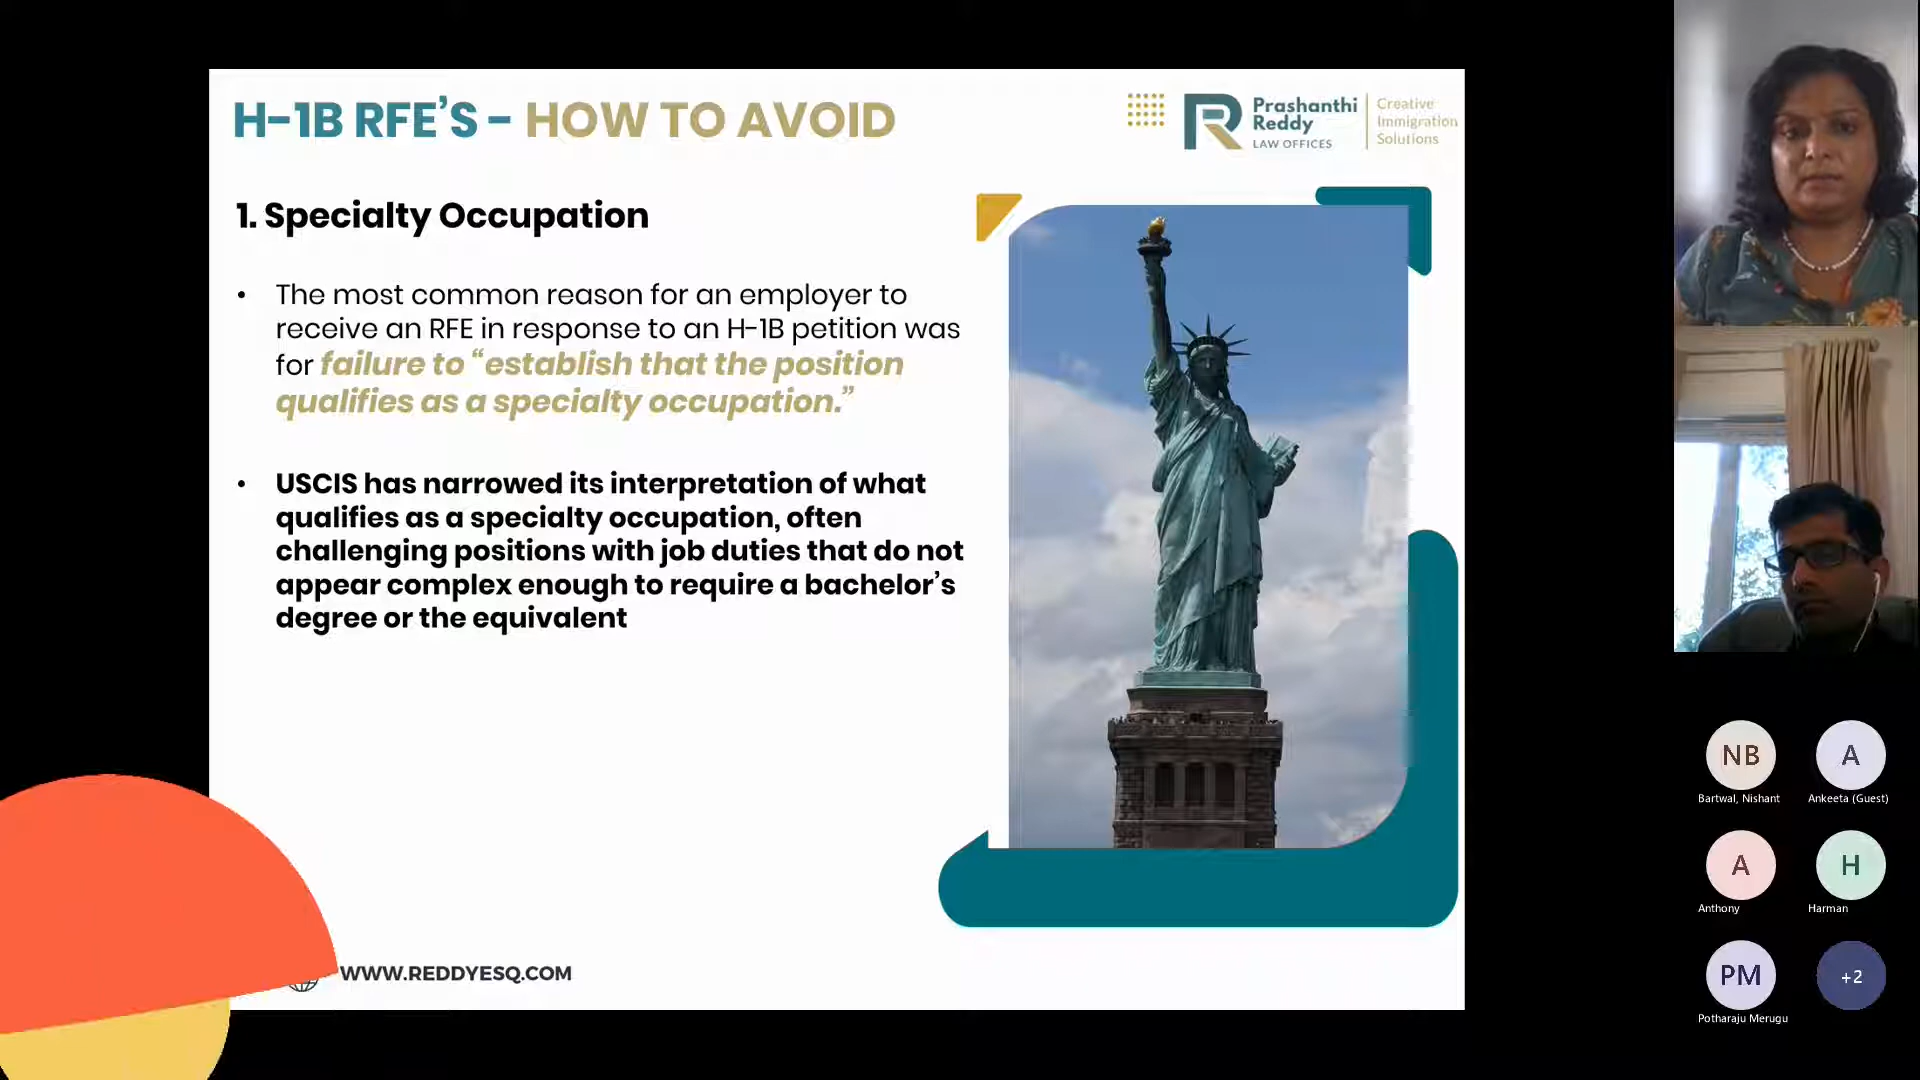 H-1B RFE'S - HOW TO AVOID
Prashanthi
Reddy
LAW OFFICES
Creative
Immigration
Solutions
1. Specialty Occupation
• The most common reason for an employer to
receive an RFE in response to an H-1B petition was
for failure to “establish that the position
qualifies as a specialty occupation.”
• USCIS has narrowed its interpretation of what
qualifies as a specialty occupation, often
challenging positions with job duties that do not
appear complex enough to require a bachelor's
degree or the equivalent
WWW.REDDYESQ.COM
NB
Bartwal, Nishant
A
Ankeeta (Guest)
A
Anthony
H
Harman
PM
Potharaju Merugu
+2